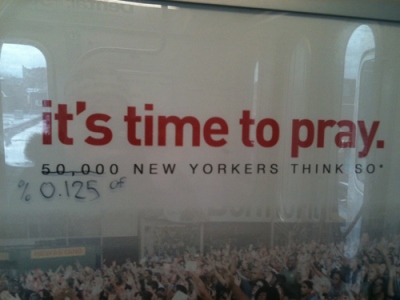 it's time to pray.
50,000 NEW YORKERS THINK SO*
% 0.125 of